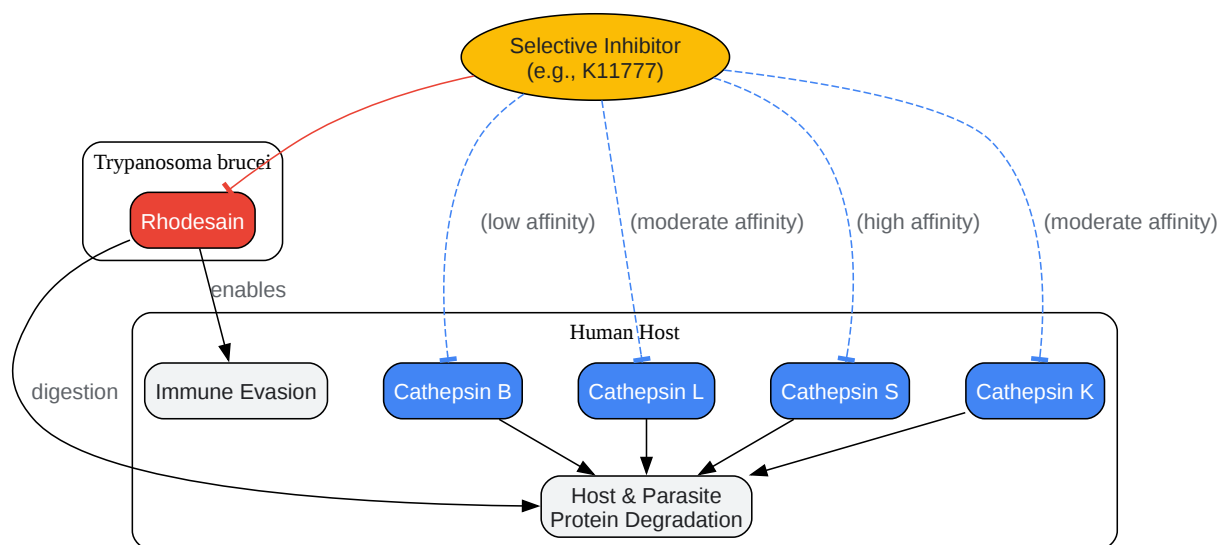 Selective Inhibitor
(e.g., K11777)
Trypanosoma brucei
Rhodesain
(low affinity)
(moderate affinity)
(high affinity)
(moderate affinity)
enables
Human Host
digestion
Immune Evasion
Cathepsin B
Cathepsin L
Cathepsin S
Cathepsin K
Host & Parasite
Protein Degradation